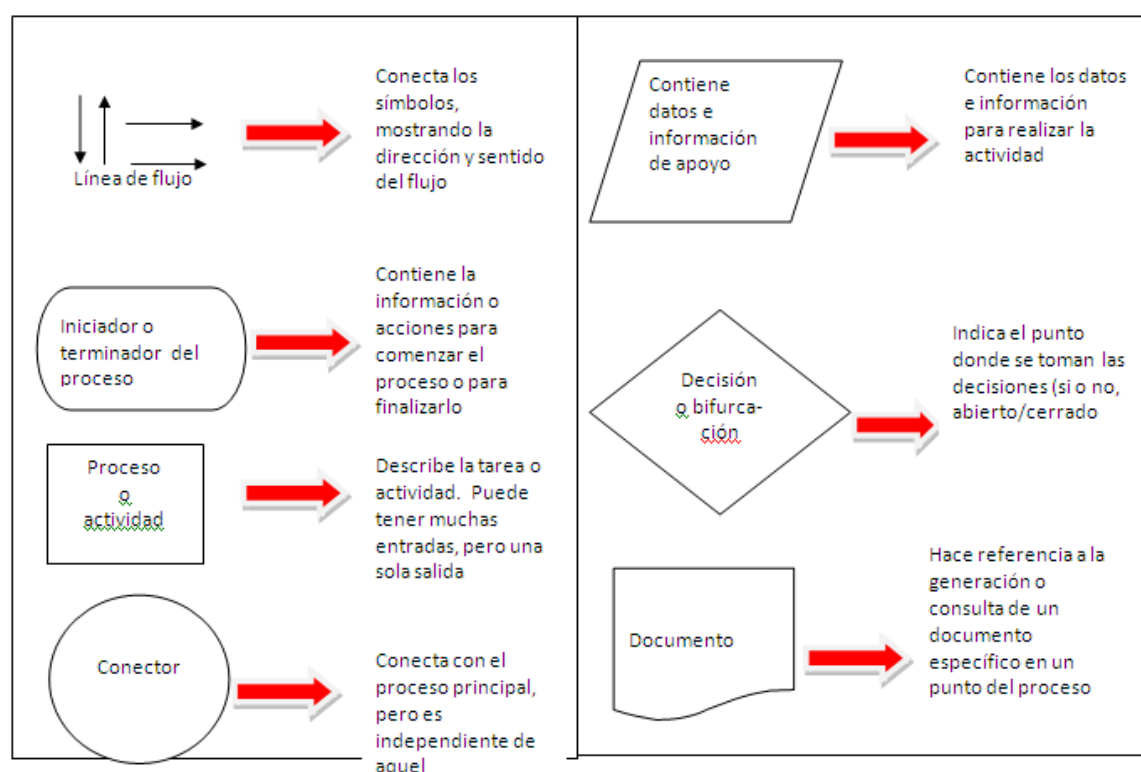 Línea de flujo
Conecta los
símbolos,
mostrando la
dirección y sentido
del flujo
Iniciador o
terminador del
proceso
Contiene la
información o
acciones para
comenzar el
proceso o para
finalizarlo
Proceso
o
actividad
Describe la tarea o
actividad. Puede
tener muchas
entradas, pero una
sola salida
Conector
Conecta con el
proceso principal,
pero es
independiente de
aquel
Contiene
datos e
información
de apoyo
Contiene los datos
e información
para realizar la
actividad
Decisión
o bifurca-
ción
Indica el punto
donde se toman las
decisiones (si o no,
abierto/cerrado
Documento
Hace referencia a la
generación o
consulta de un
documento
específico en un
punto del proceso